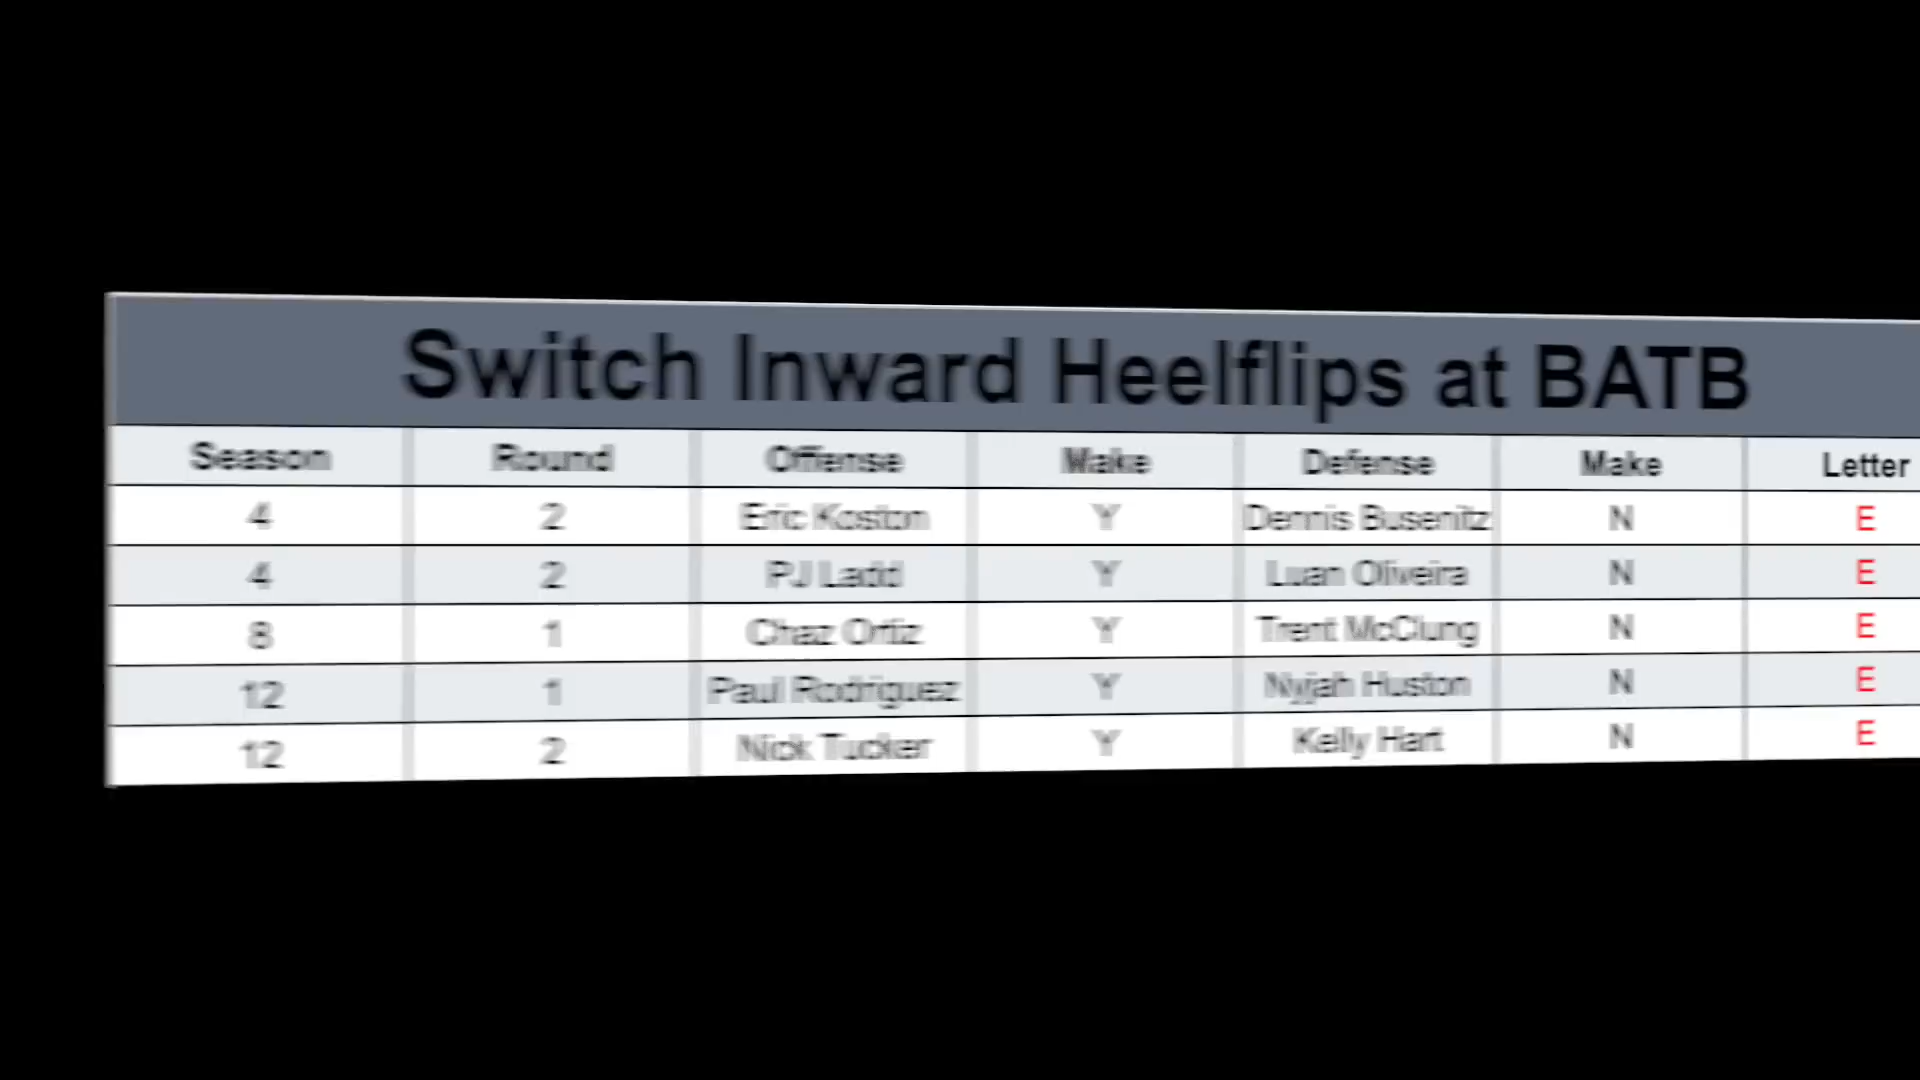 Switch Inward Heelflips at BATB
Season Round Offense Make Defense Make Letter
4 2 Eric Koston Y Dennis Busenitz N E
4 2 PJ Ladd Y Luan Oliveira N E
8 1 Chaz Ortiz Y Trent McClung N E
12 1 Paul Rodriguez Y Nyjah Huston N E
12 2 Nick Tucker Y Kelly Hart N E